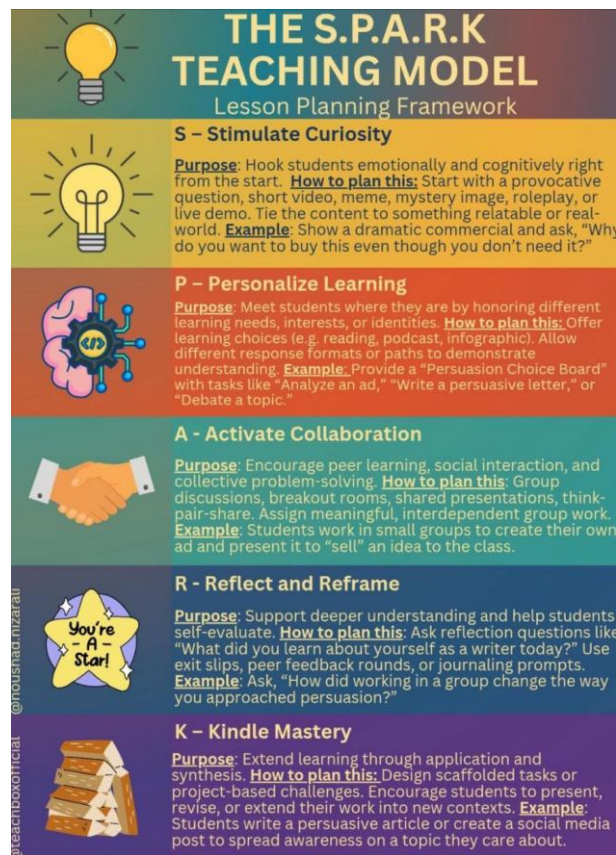 THE S.P.A.R.K
TEACHING MODEL
Lesson Planning Framework
S – Stimulate Curiosity
Purpose: Hook students emotionally and cognitively right
from the start. How to plan this: Start with a provocative
question, short video, meme, mystery image, roleplay, or
live demo. Tie the content to something relatable or real-
world. Example: Show a dramatic commercial and ask, “Why
do you want to buy this even though you don’t need it?”
P – Personalize Learning
Purpose: Meet students where they are by honoring different
learning needs, interests, or identities. How to plan this: Offer
learning choices (e.g. reading, podcast, infographic). Allow
different response formats or paths to demonstrate
understanding. Example: Provide a “Persuasion Choice Board”
with tasks like “Analyze an ad,” “Write a persuasive letter,” or
“Debate a topic.”
</>
A - Activate Collaboration
Purpose: Encourage peer learning, social interaction, and
collective problem-solving. How to plan this: Group
discussions, breakout rooms, shared presentations, think-
pair-share. Assign meaningful, interdependent group work.
Example: Students work in small groups to create their own
ad and present it to “sell” an idea to the class.
R - Reflect and Reframe
Purpose: Support deeper understanding and help students
self-evaluate. How to plan this: Ask reflection questions like
“What did you learn about yourself as a writer today?” Use
exit slips, peer feedback rounds, or journaling prompts.
Example: Ask, “How did working in a group change the way
you approached persuasion?”
You're
- A -
Star!
K – Kindle Mastery
Purpose: Extend learning through application and
synthesis. How to plan this: Design scaffolded tasks or
project-based challenges. Encourage students to present,
revise, or extend their work into new contexts. Example:
Students write a persuasive article or create a social media
post to spread awareness on a topic they care about.
@nousnad.nizarali
@teacnboxofficial